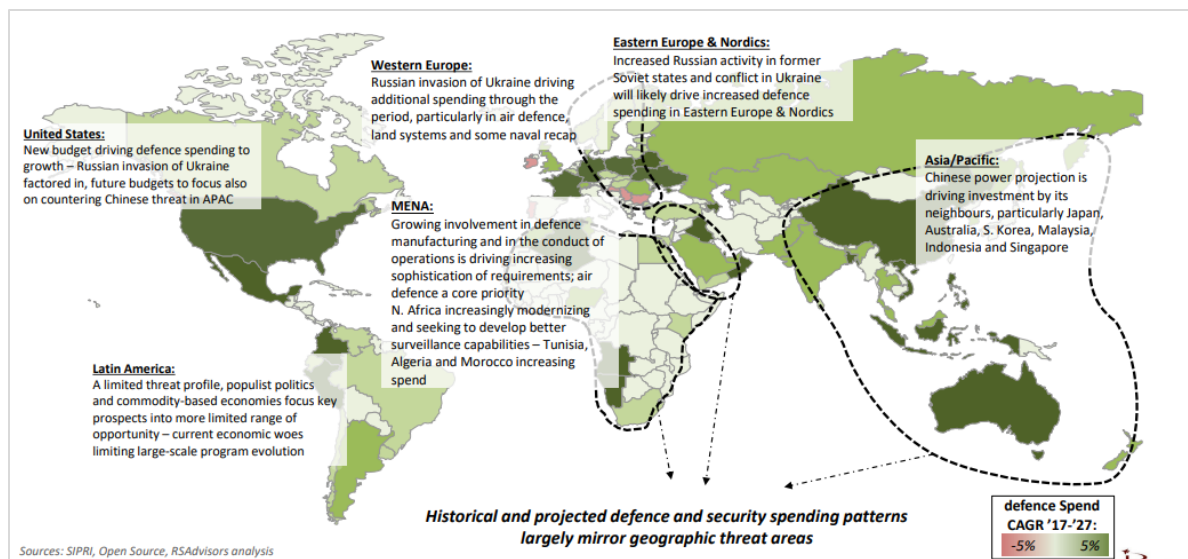 Western Europe:
Russian invasion of Ukraine driving
additional spending through the
period, particularly in air defence,
land systems and some naval recap
Eastern Europe & Nordics:
Increased Russian activity in former
Soviet states and conflict in Ukraine
will likely drive increased defence
spending in Eastern Europe & Nordics
United States:
New budget driving defence spending to
growth – Russian invasion of Ukraine
factored in, future budgets to focus also
on countering Chinese threat in APAC
Asia/Pacific:
Chinese power projection is
driving investment by its
neighbours, particularly Japan,
Australia, S. Korea, Malaysia,
Indonesia and Singapore
MENA:
Growing involvement in defence
manufacturing and in the conduct of
operations is driving increasing
sophistication of requirements; air
defence a core priority
N. Africa increasingly modernizing
and seeking to develop better
surveillance capabilities – Tunisia,
Algeria and Morocco increasing
spend
Latin America:
A limited threat profile, populist politics
and commodity-based economies focus key
prospects into more limited range of
opportunity – current economic woes
limiting large-scale program evolution
Historical and projected defence and security spending patterns
largely mirror geographic threat areas
defence Spend
CAGR '17-'27:
-5% 5%
Sources: SIPRI, Open Source, RSAdvisors analysis